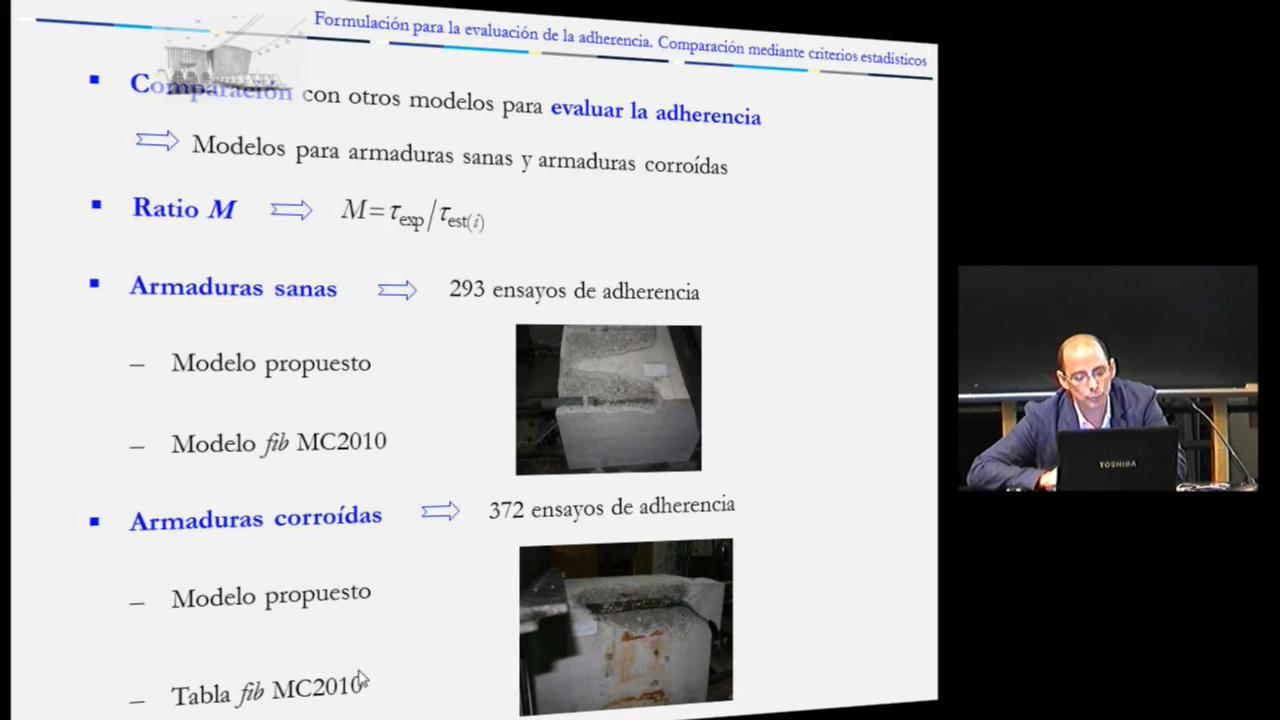 Formulación para la evaluación de la adherencia. Comparación mediante criterios estadísticos
Comparación con otros modelos para evaluar la adherencia
Modelos para armaduras sanas y armaduras corroídas
Ratio M M=τexp/τest(i)
Armaduras sanas 293 ensayos de adherencia
– Modelo propuesto
– Modelo fib MC2010
Armaduras corroídas 372 ensayos de adherencia
– Modelo propuesto
– Tabla fib MC2010
TOSHIBA